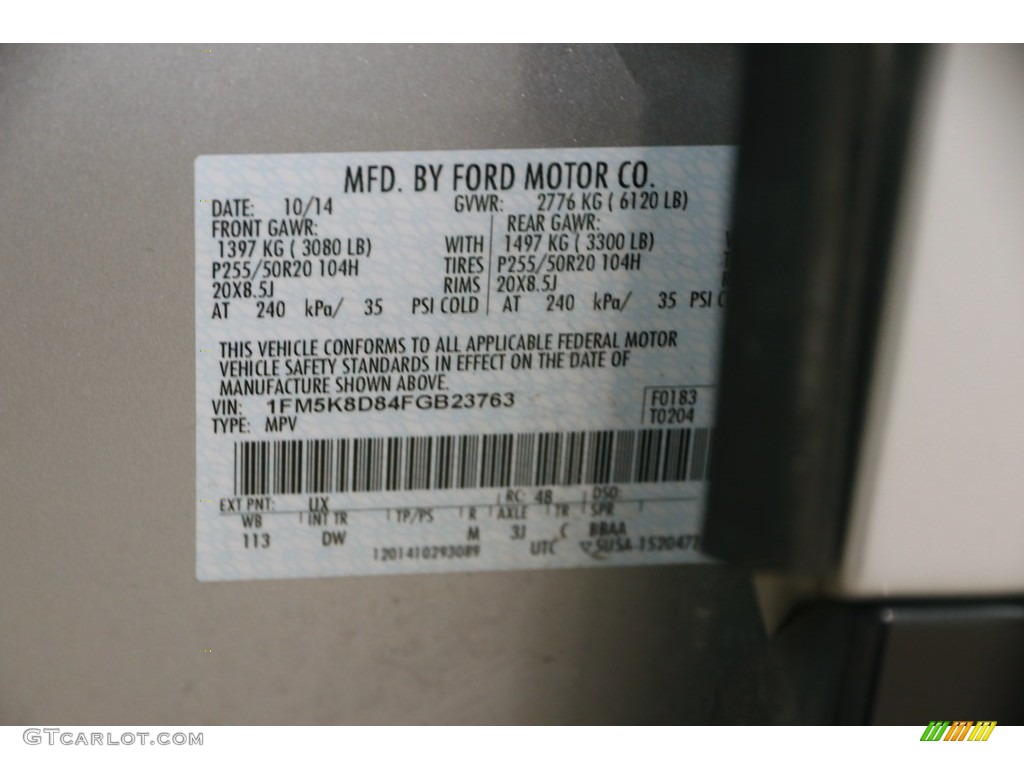 MFD. BY FORD MOTOR CO.
DATE: 10/14 GVWR: 2776 KG ( 6120 LB)
FRONT GAWR: REAR GAWR:
1397 KG ( 3080 LB) WITH 1497 KG ( 3300 LB)
P255/50R20 104H TIRES P255/50R20 104H
20X8.5J RIMS 20X8.5J
AT 240 kPa/ 35 PSI COLD AT 240 kPa/ 35 PSI
THIS VEHICLE CONFORMS TO ALL APPLICABLE FEDERAL MOTOR
VEHICLE SAFETY STANDARDS IN EFFECT ON THE DATE OF
MANUFACTURE SHOWN ABOVE.
VIN: 1FM5K8D84FGB23763 F0183
TYPE: MPV T0204
EXT PNT: UX RC: 48 DSO:
WB INT TR TP/PS R AXLE TR SPR
113 DW M 3J C BBAA
1201410293089 UTC
GTCarlot.com